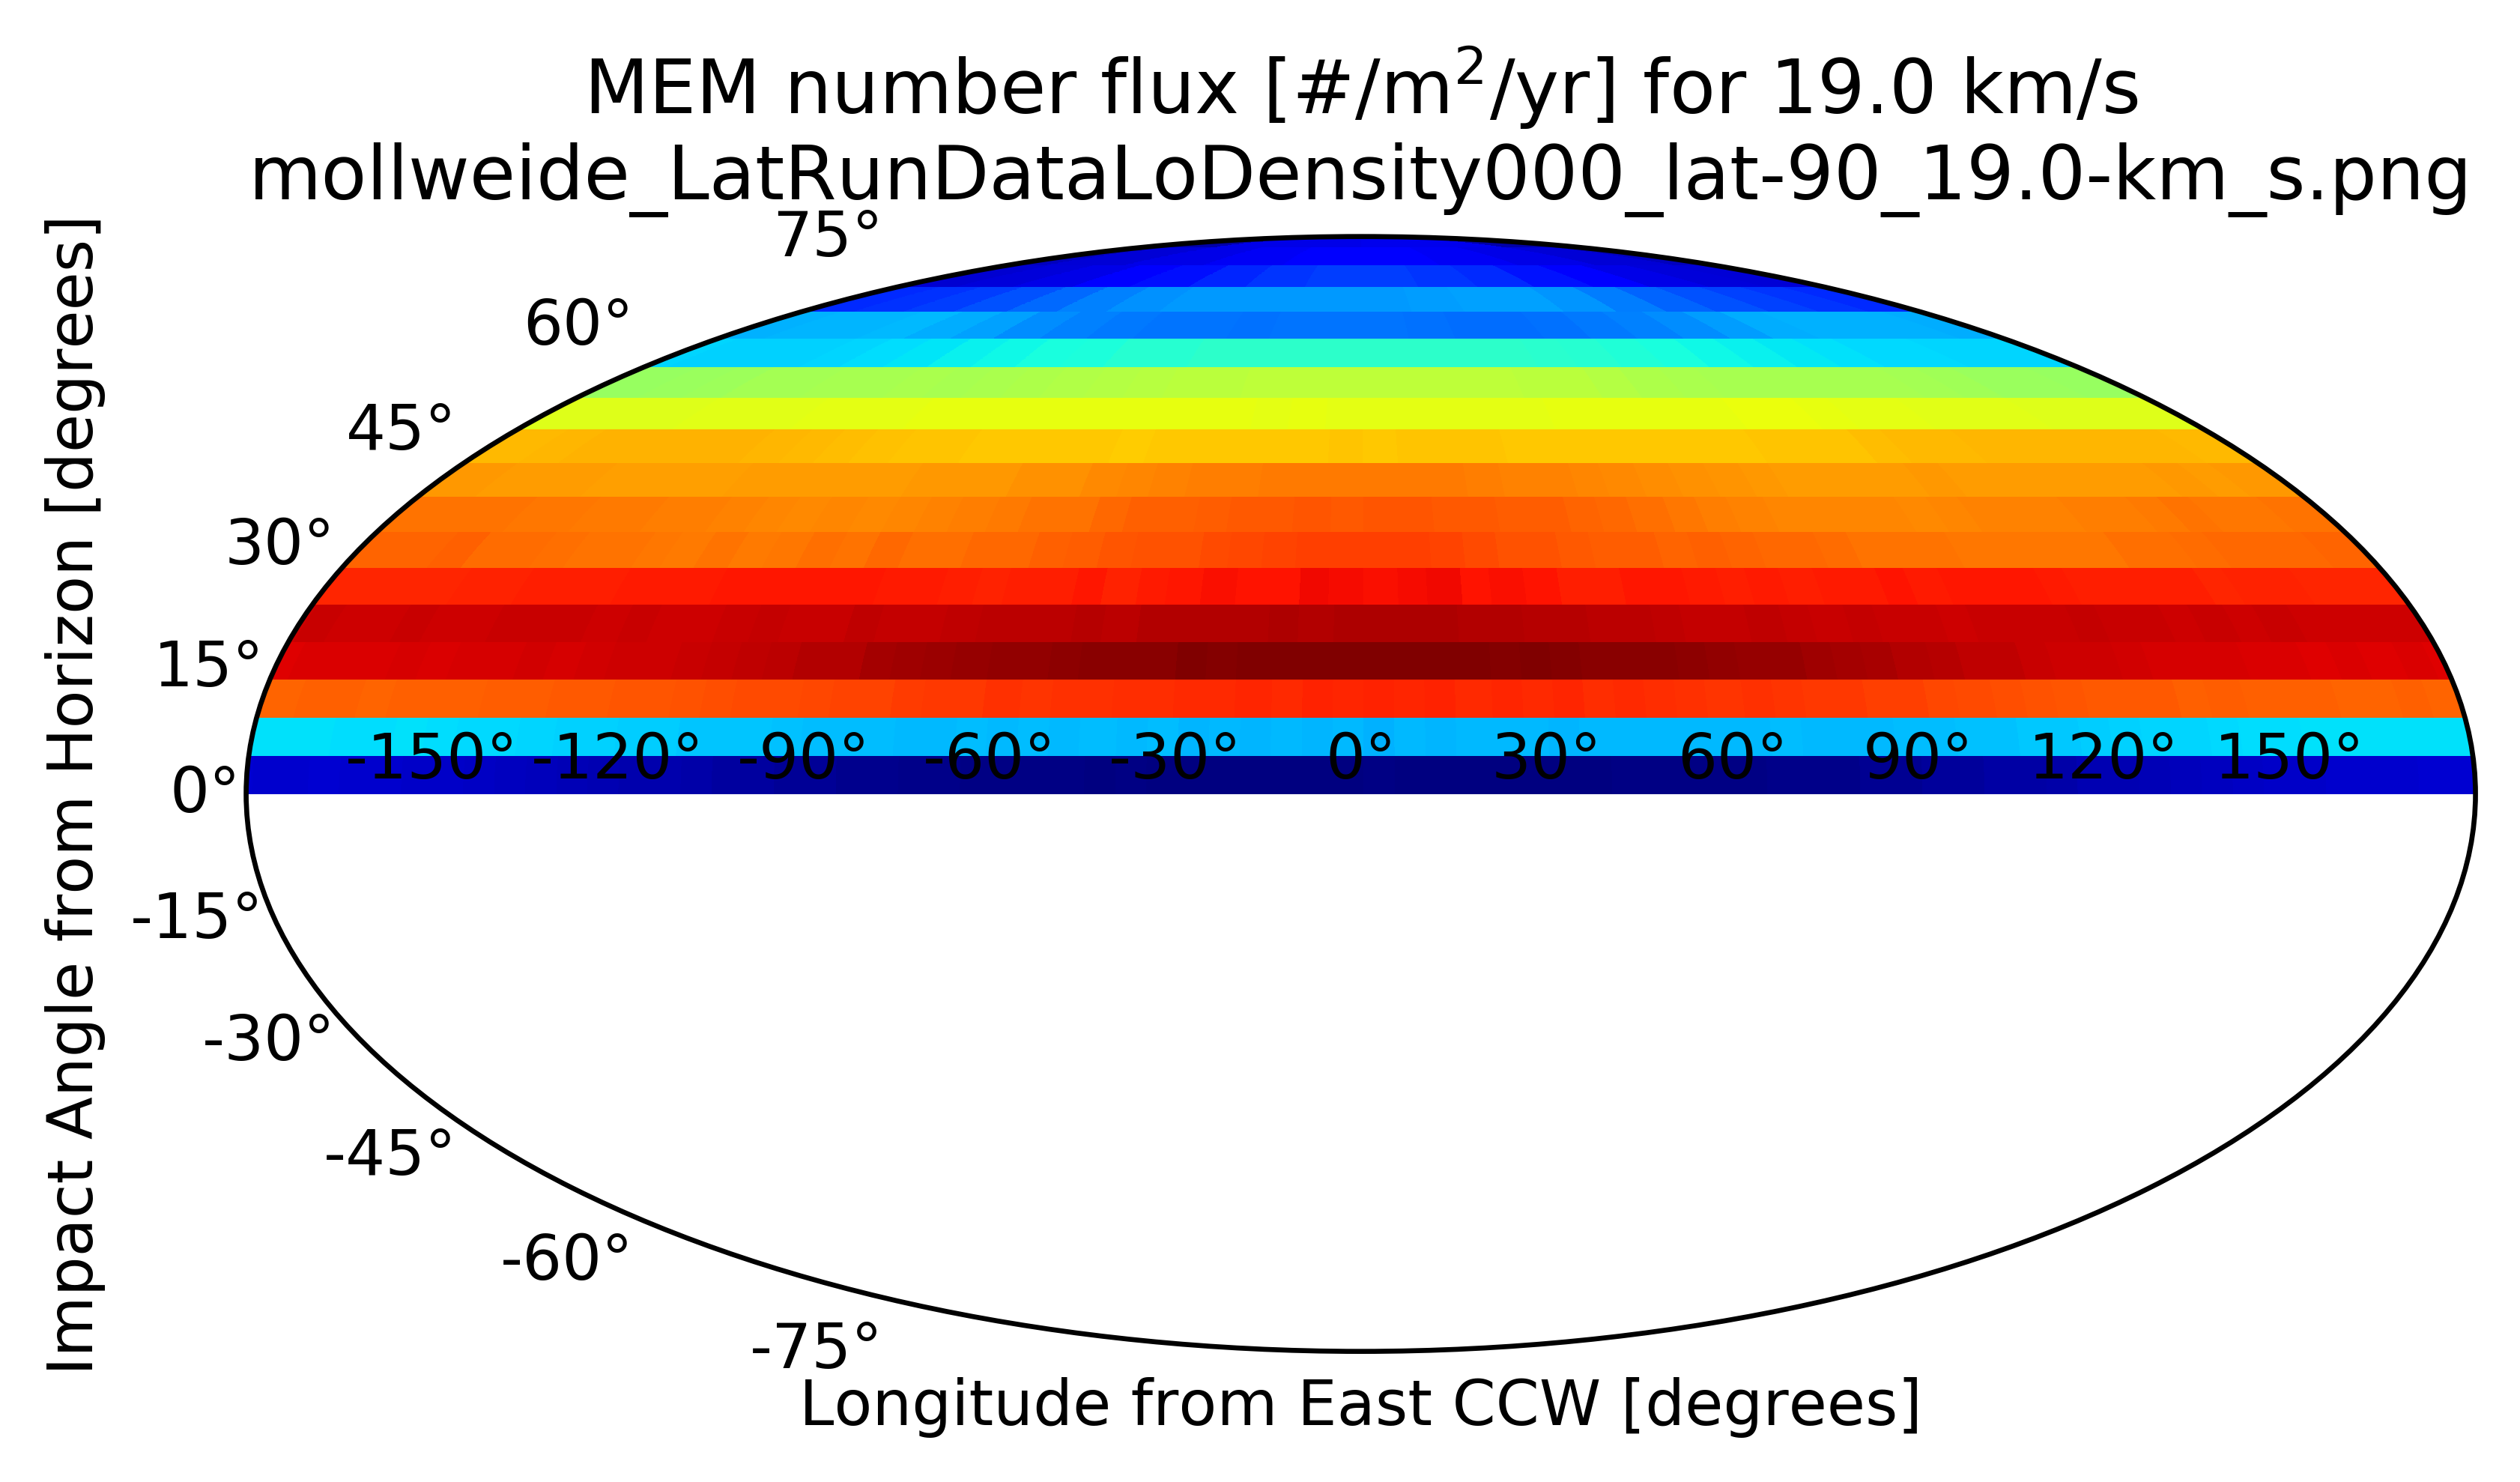 MEM number flux [#/m²/yr] for 19.0 km/s
mollweide_LatRunDataLoDensity000_lat-90_19.0-km_s.png
Impact Angle from Horizon [degrees]
75°
60°
45°
30°
15°
0°
-15°
-30°
-45°
-60°
-75°
-150° -120° -90° -60° -30° 0° 30° 60° 90° 120° 150°
Longitude from East CCW [degrees]